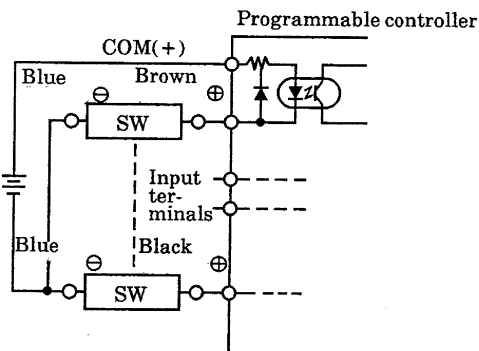 Programmable controller
COM(+)
Blue
Brown
⊖
⊕
SW
Input
ter-
minals
Blue
Black
⊖
⊕
SW